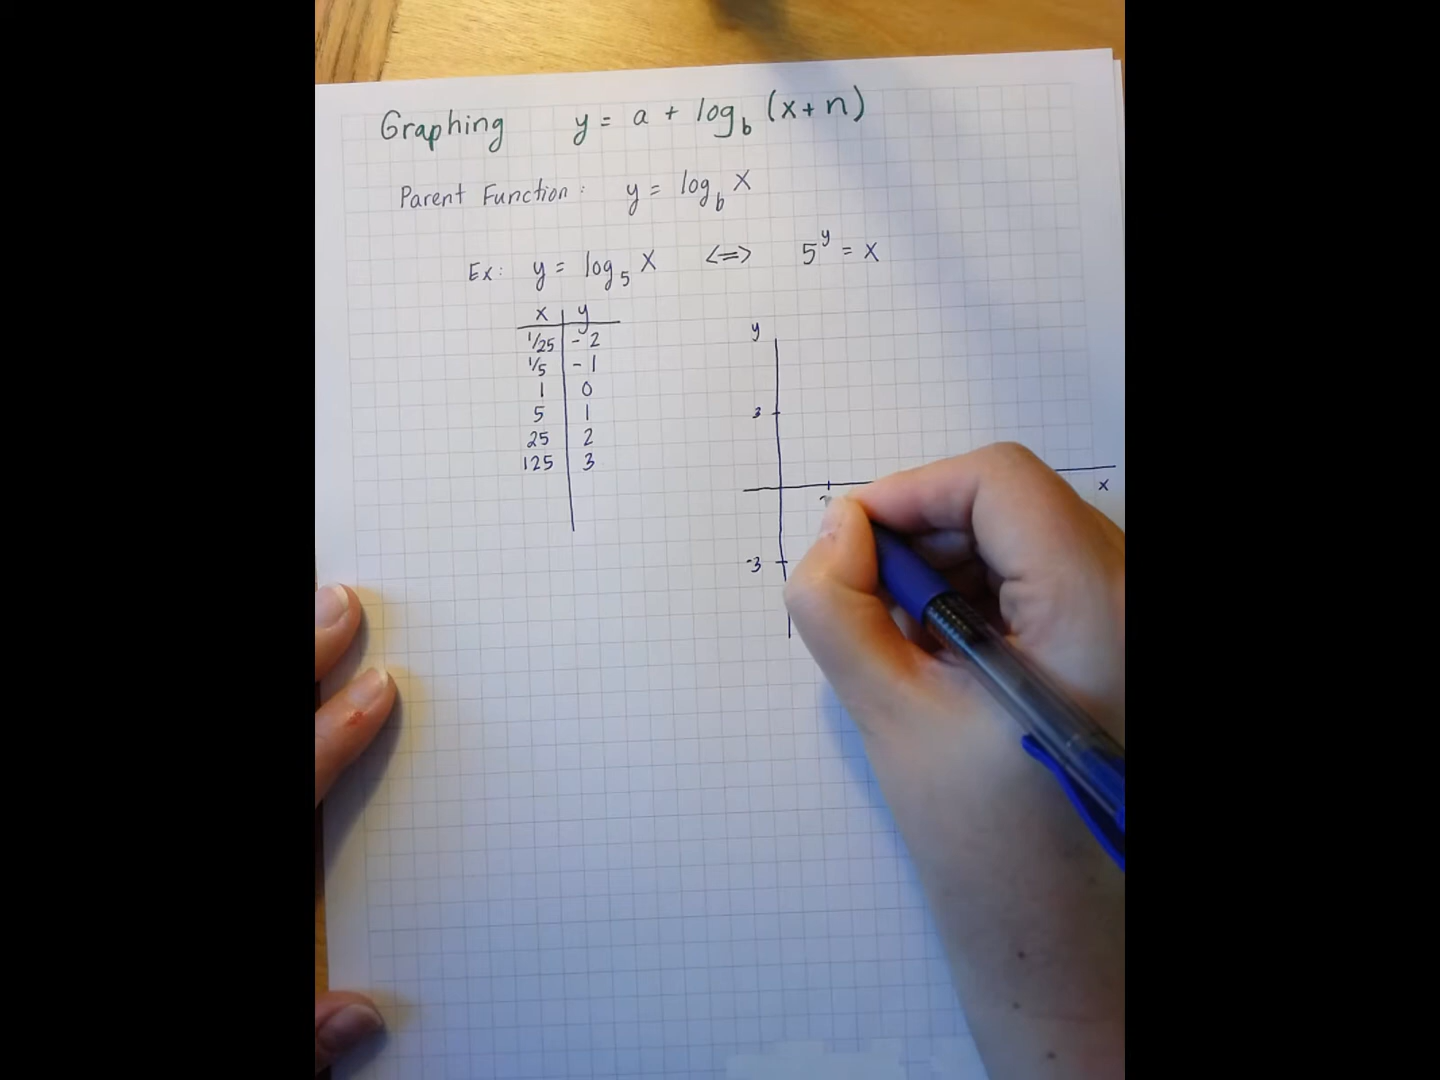 Graphing y = a + log_b (x + n)
Parent Function: y = log_b x
Ex: y = log_5 x <=> 5^y = x
x y
1/25 -2
1/5 -1
1 0
5 1
25 2
125 3
y
3
x
-3